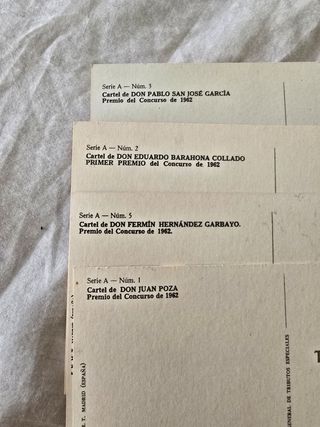 Serie A — Núm. 3
Cartel de DON PABLO SAN JOSÉ GARCÍA
Premio del Concurso de 1962
Serie A — Núm. 2
Cartel de DON EDUARDO BARAHONA COLLADO
PRIMER PREMIO del Concurso de 1962
Serie A — Núm. 5
Cartel de DON FERMÍN HERNÁNDEZ GARBAYO.
Premio del Concurso de 1962.
Serie A — Núm. 1
Cartel de DON JUAN POZA
Premio del Concurso de 1962
T. MADRID (ESPAÑA)
GENERAL DE TRIBUTOS ESPECIALES
T